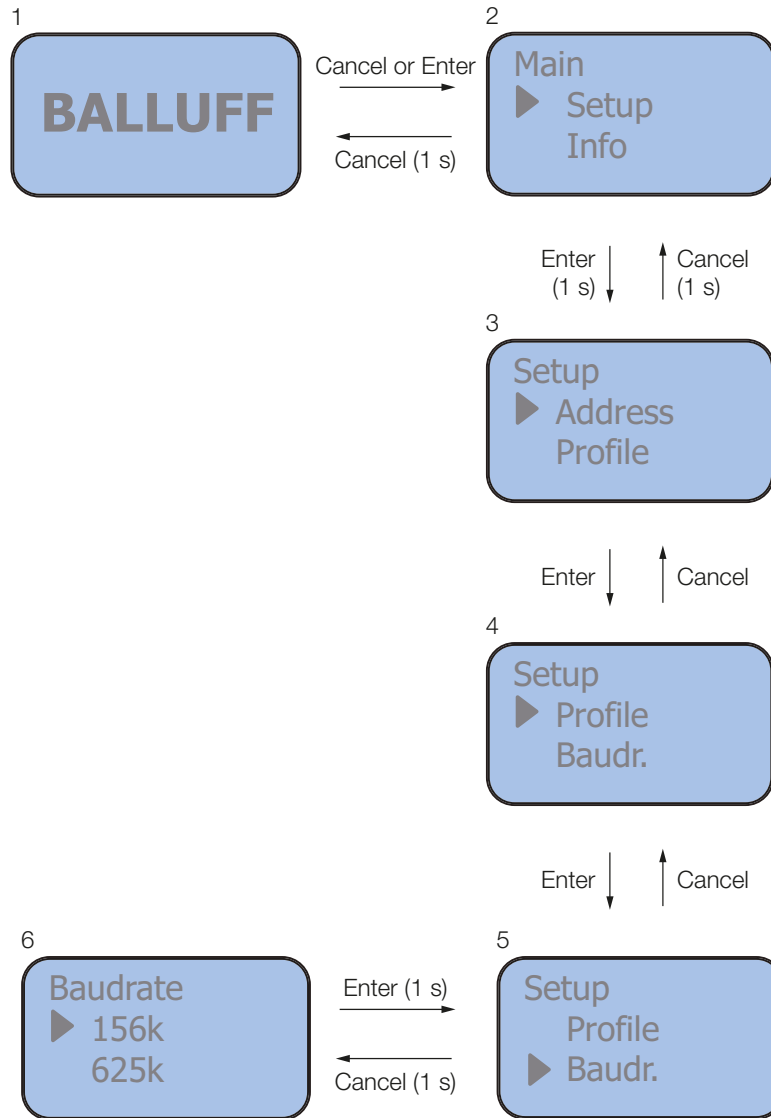 1
BALLUFF
Cancel or Enter
Cancel (1 s)
2
Main
Setup
Info
Enter
(1 s)
Cancel
(1 s)
3
Setup
Address
Profile
Enter
Cancel
4
Setup
Profile
Baudr.
Enter
Cancel
6
Baudrate
156k
625k
Enter (1 s)
Cancel (1 s)
5
Setup
Profile
Baudr.